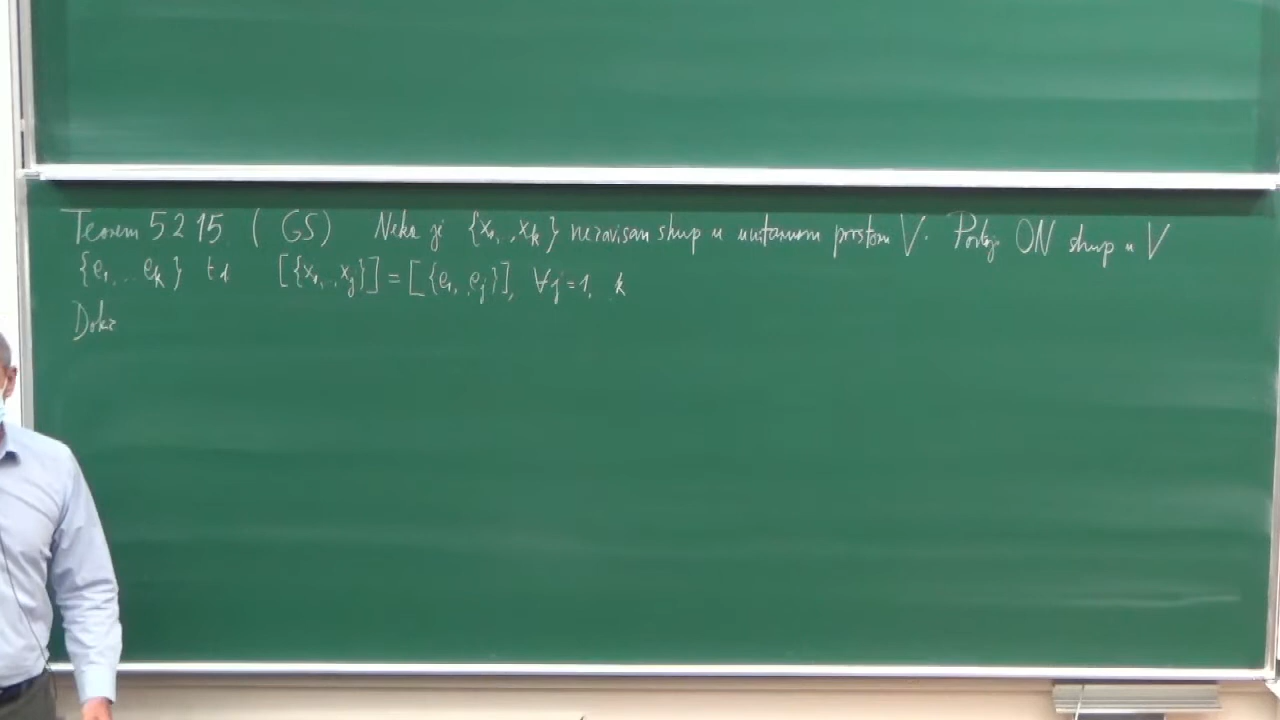 Teorem 5.2.15. (GS) Neka je {x₁,..,xₖ} nezavisan skup u unitarnom prostoru V. Postoji ON skup u V
{e₁,...,eₖ} t.d. [{x₁,..,xⱼ}] = [{e₁,..,eⱼ}], ∀j=1,..,k
Dokaz